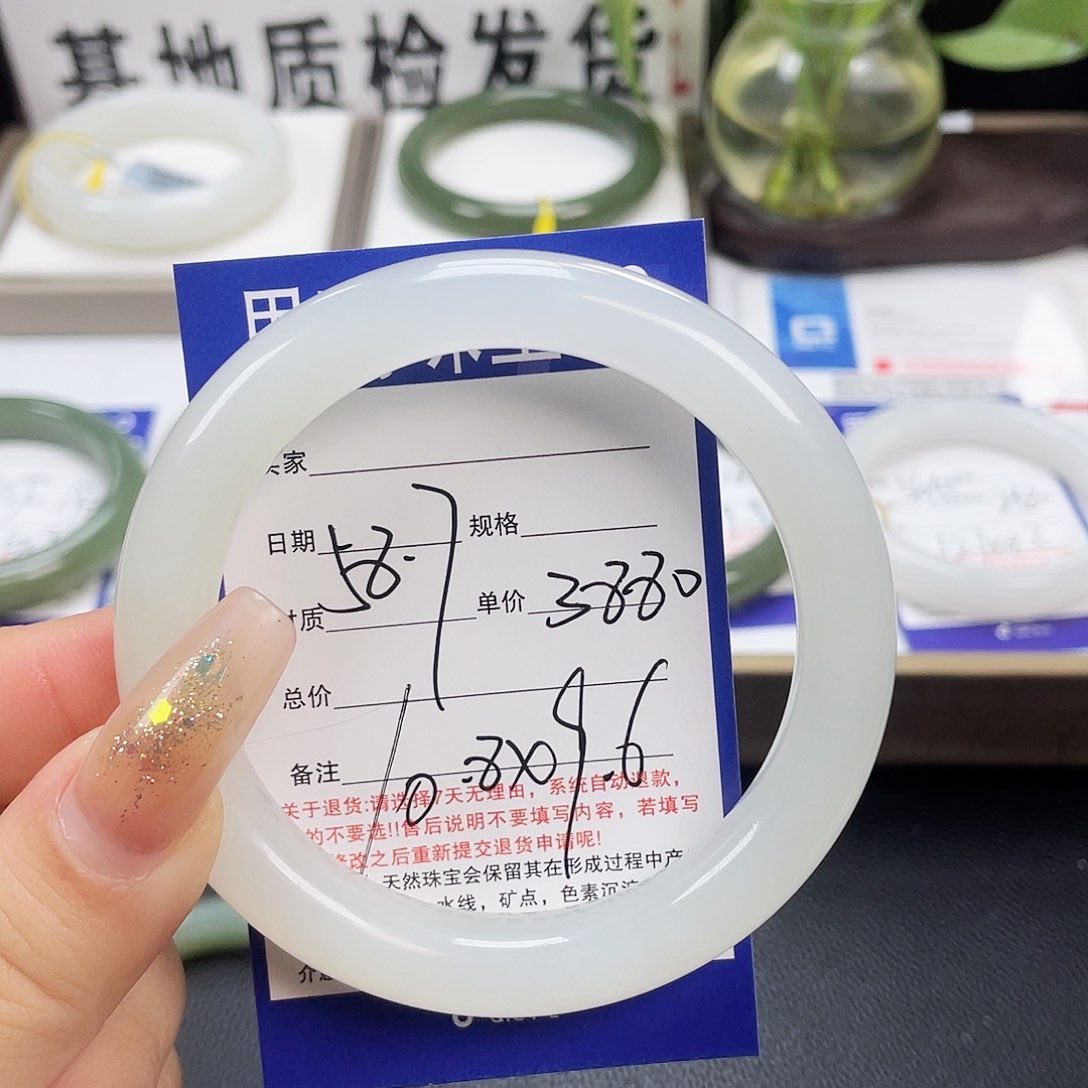 基地质检发货
家
日期 58.7 规格
质 单价 3880
总价
备注 10.8X9.6
关于退货:请选择7天无理由，系统自动退款，
的不要选!!售后说明不要填写内容，若填写
修改之后重新提交退货申请呢!
天然珠宝会保留其在形成过程中产
水线，矿点，色素沉淀